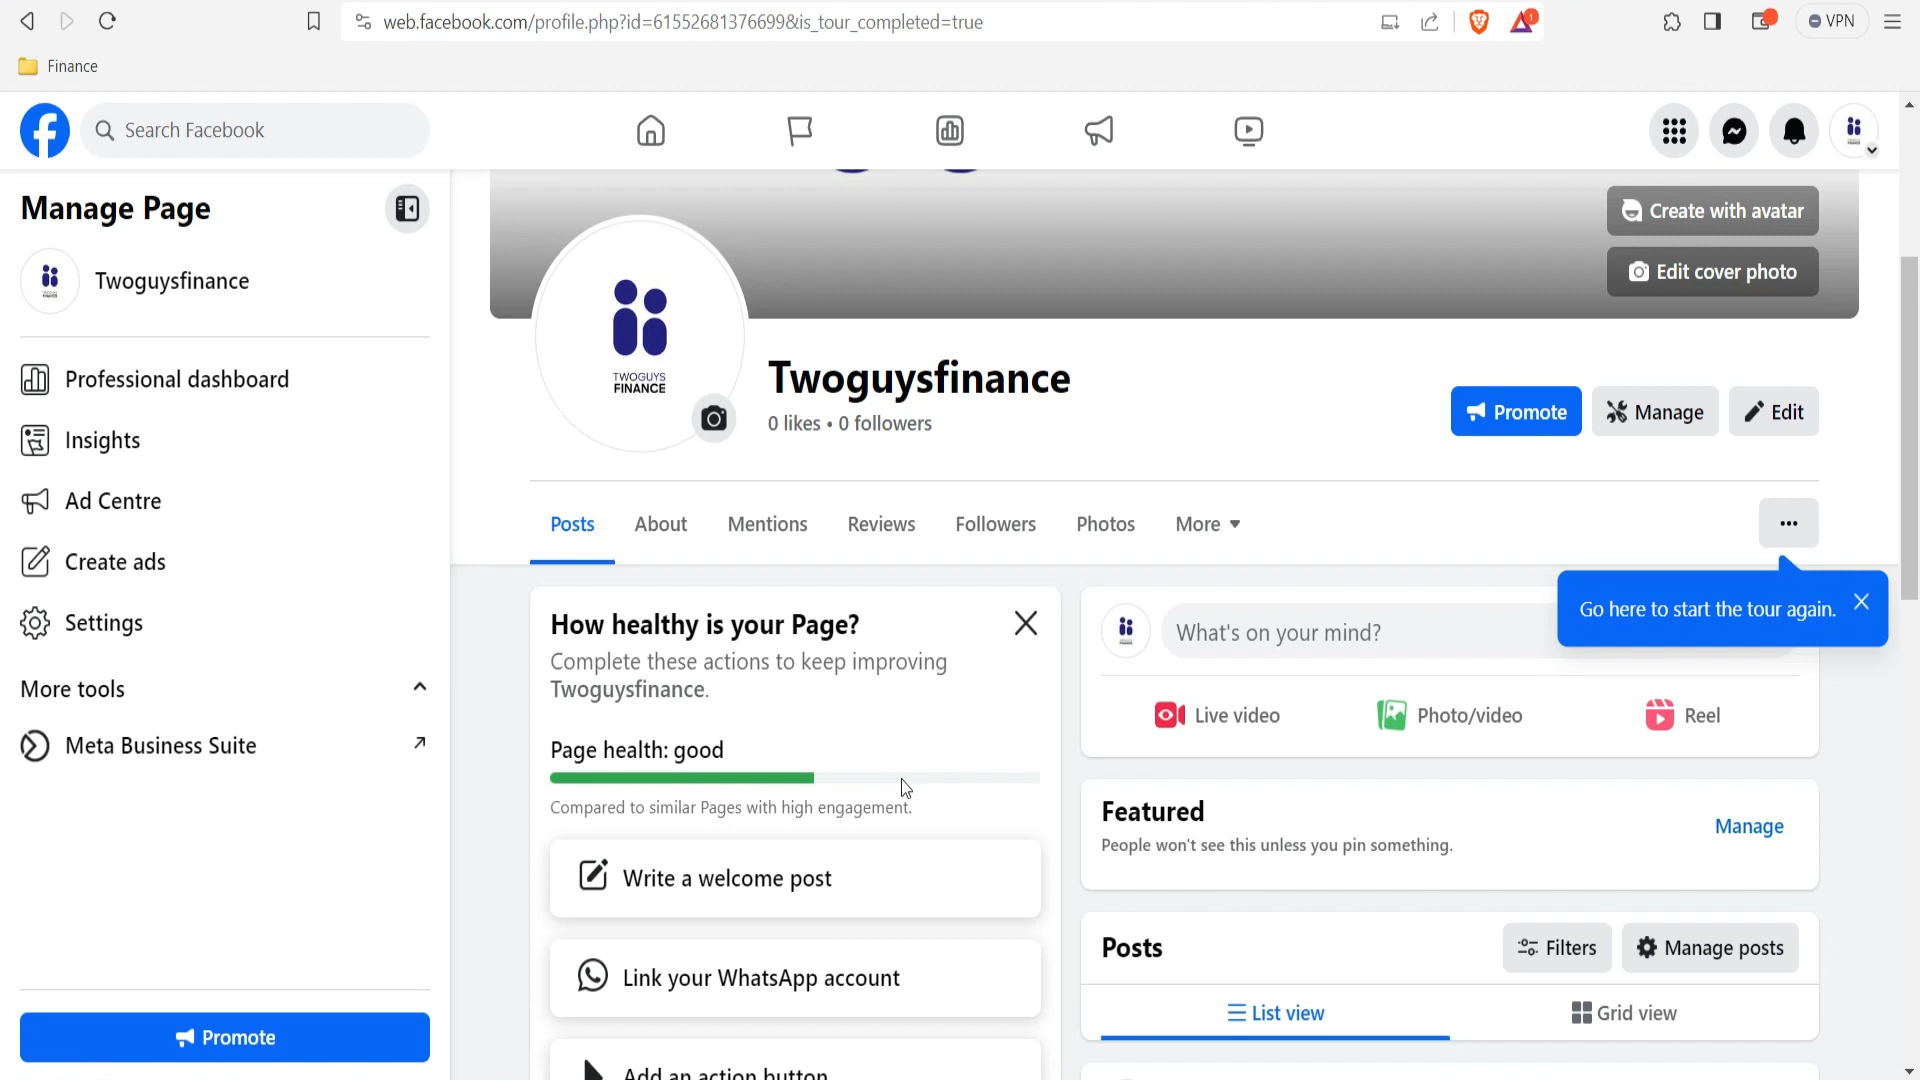 web.facebook.com/profile.php?id=61552681376699&is_tour_completed=true
1
VPN
Finance
Search Facebook
Manage Page
Twoguysfinance
Professional dashboard
Insights
Ad Centre
Create ads
Settings
More tools
Meta Business Suite
Promote
Create with avatar
Edit cover photo
TWOGUYS
FINANCE
Twoguysfinance
0 likes • 0 followers
Promote
Manage
Edit
Posts
About
Mentions
Reviews
Followers
Photos
More
Go here to start the tour again.
How healthy is your Page?
Complete these actions to keep improving
Twoguysfinance.
Page health: good
Compared to similar Pages with high engagement.
Write a welcome post
Link your WhatsApp account
Add an action button
What's on your mind?
Live video
Photo/video
Reel
Featured
People won't see this unless you pin something.
Manage
Posts
Filters
Manage posts
List view
Grid view